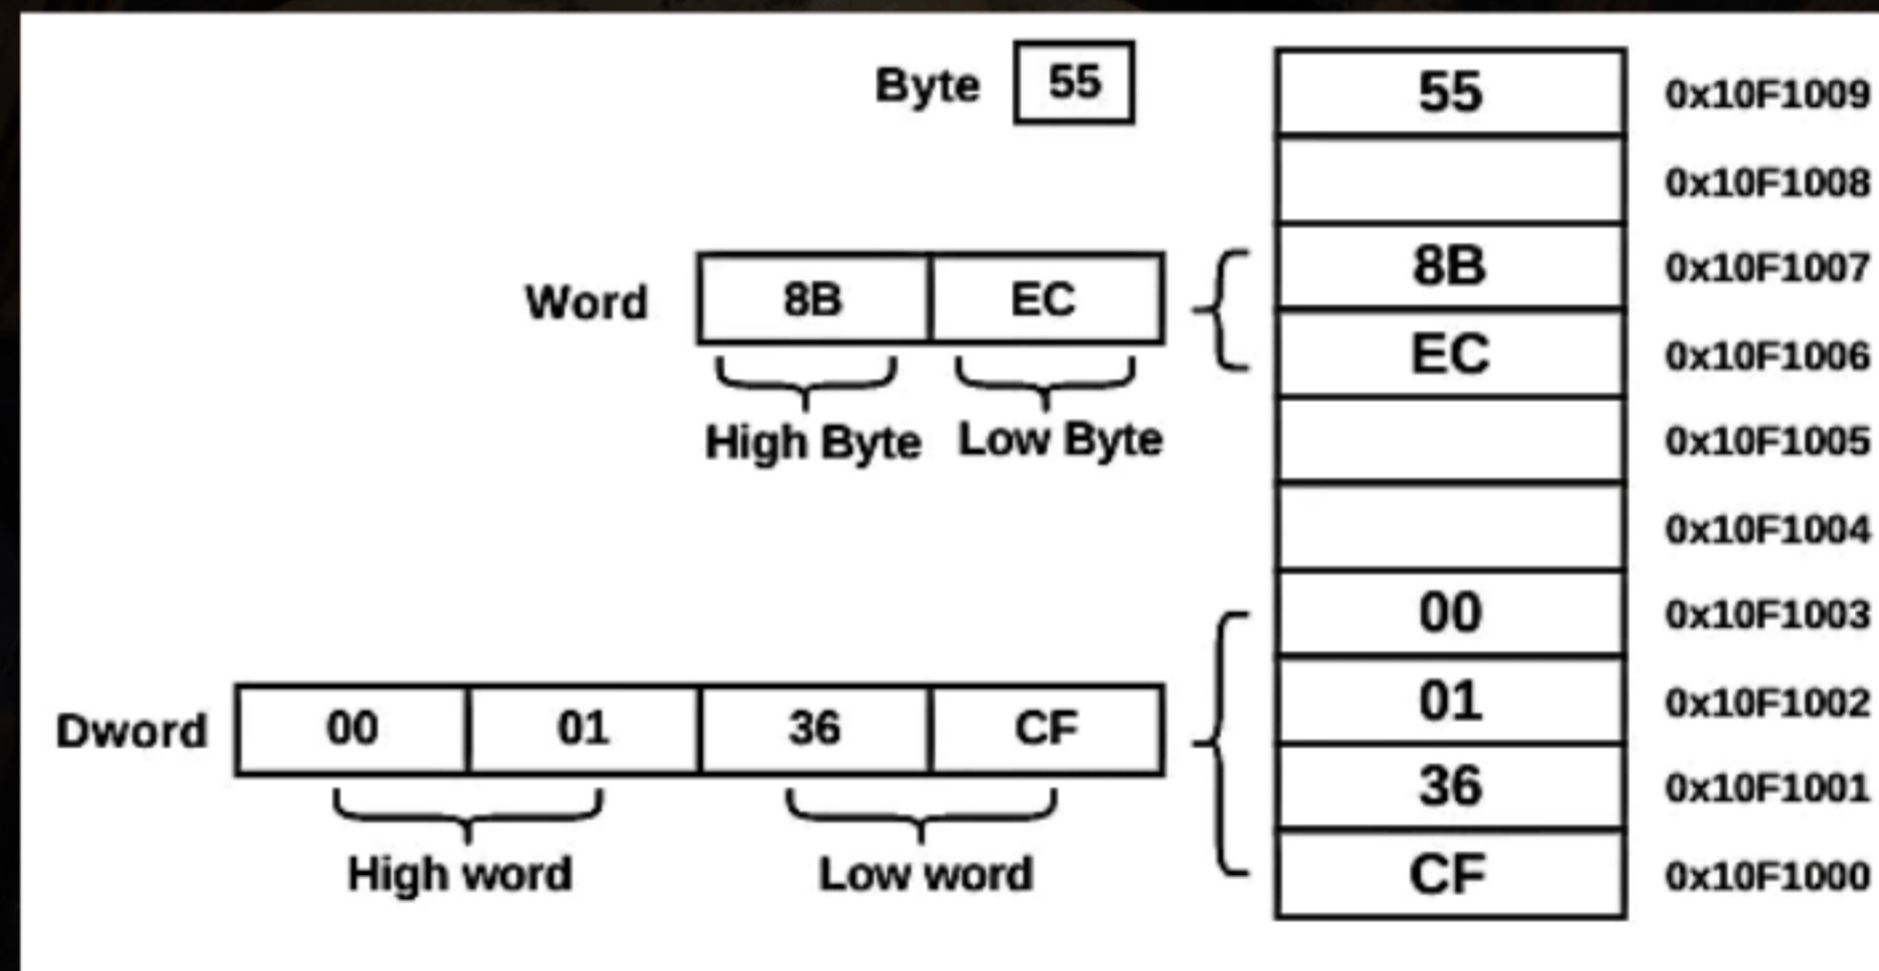 Byte 55 55 0x10F1009
0x10F1008
8B 0x10F1007
Word 8B EC
EC 0x10F1006
High Byte Low Byte 0x10F1005
0x10F1004
00 0x10F1003
01 0x10F1002
Dword 00 01 36 CF
36 0x10F1001
High word Low word CF 0x10F1000